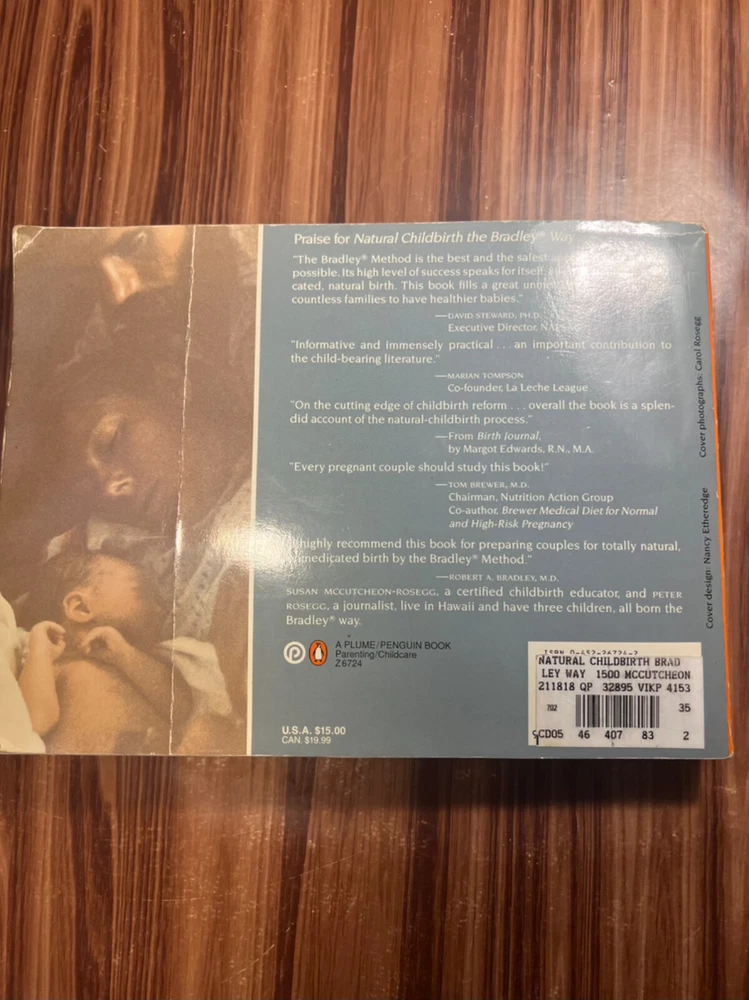 Praise for Natural Childbirth the Bradley® Way
"The Bradley® Method is the best and the safest
possible. Its high level of success speaks for itself,
cated, natural birth. This book fills a great
countless families to have healthier babies."
—DAVID STEWARD, PH.D.
Executive Director,
"Informative and immensely practical . . . an important contribution to
the child-bearing literature."
—MARIAN TOMPSON
Co-founder, La Leche League
"On the cutting edge of childbirth reform . . . overall the book is a splen-
did account of the natural-childbirth process."
—From Birth Journal,
by Margot Edwards, R.N., M.A.
"Every pregnant couple should study this book!"
—TOM BREWER, M.D.
Chairman, Nutrition Action Group
Co-author, Brewer Medical Diet for Normal
and High-Risk Pregnancy
highly recommend this book for preparing couples for totally natural,
unmedicated birth by the Bradley® Method."
—ROBERT A. BRADLEY, M.D.
SUSAN MCCUTCHEON-ROSEGG, a certified childbirth educator, and PETER
ROSEGG, a journalist, live in Hawaii and have three children, all born the
Bradley® way.
A PLUME/PENGUIN BOOK
Parenting/Childcare
Z6724
U.S.A. $15.00
CAN. $19.99
ISBN 0-452-26724-2
NATURAL CHILDBIRTH BRAD
LEY WAY 1500 MCCUTCHEON
211818 QP 32895 VIKP 4153
702 35
SCD05 46 407 83 2
Cover photographs: Carol Rosegg
Cover design: Nancy Etheredge